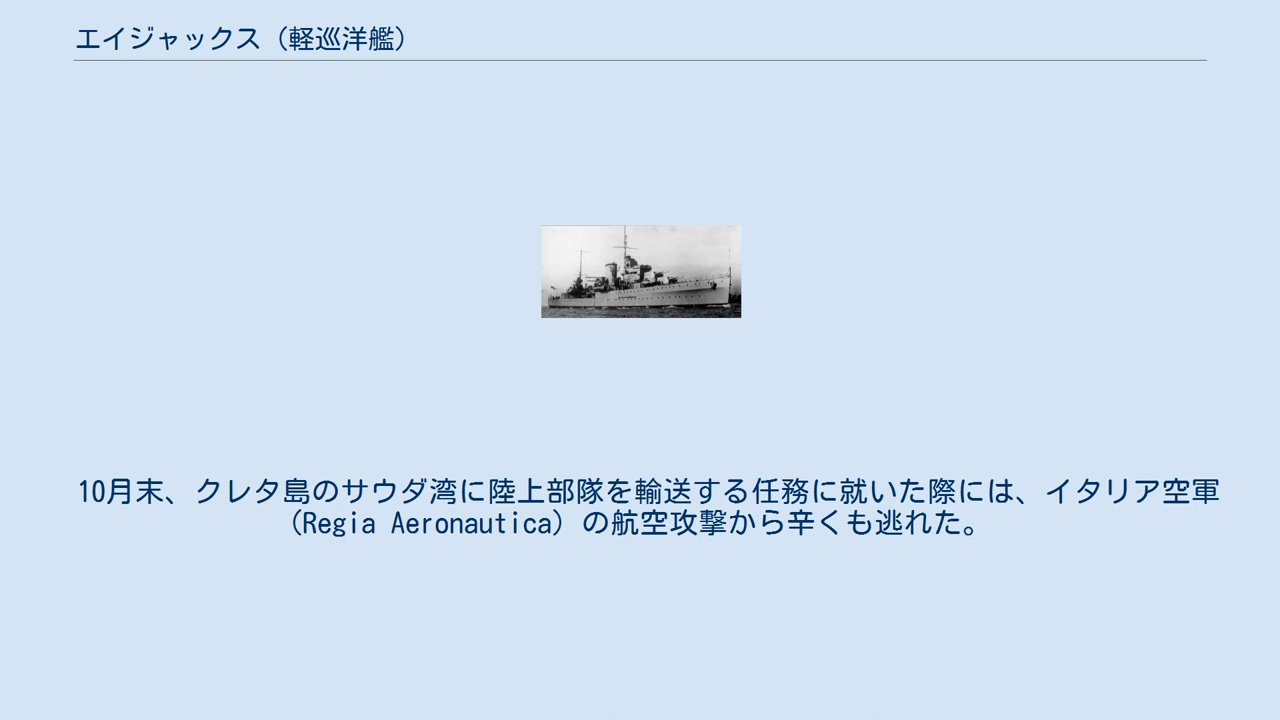 エイジャックス（軽巡洋艦）
10月末、クレタ島のサウダ湾に陸上部隊を輸送する任務に就いた際には、イタリア空軍
（Regia Aeronautica）の航空攻撃から辛くも逃れた。